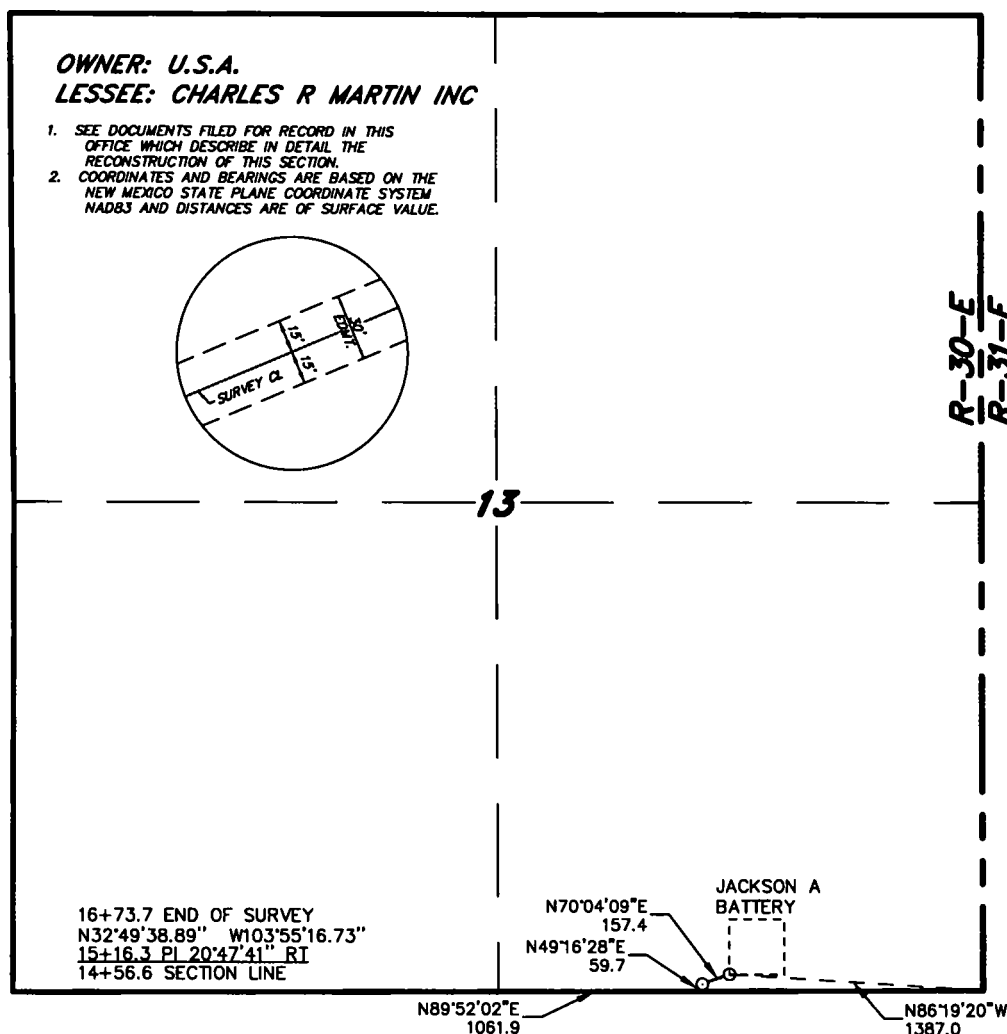 OWNER: U.S.A.
LESSEE: CHARLES R MARTIN INC
1. SEE DOCUMENTS FILED FOR RECORD IN THIS
OFFICE WHICH DESCRIBE IN DETAIL THE
RECONSTRUCTION OF THIS SECTION.
2. COORDINATES AND BEARINGS ARE BASED ON THE
NEW MEXICO STATE PLANE COORDINATE SYSTEM
NAD83 AND DISTANCES ARE OF SURFACE VALUE.
15'
15'
30'
ESMT.
SURVEY CL
R-30-E
R-31-E
13
16+73.7 END OF SURVEY
N32°49'38.89" W103°55'16.73"
15+16.3 PI 20°47'41" RT
14+56.6 SECTION LINE
JACKSON A
BATTERY
N70°04'09"E
157.4
N49°16'28"E
59.7
N89°52'02"E
1061.9
N86°19'20"W
1387.0